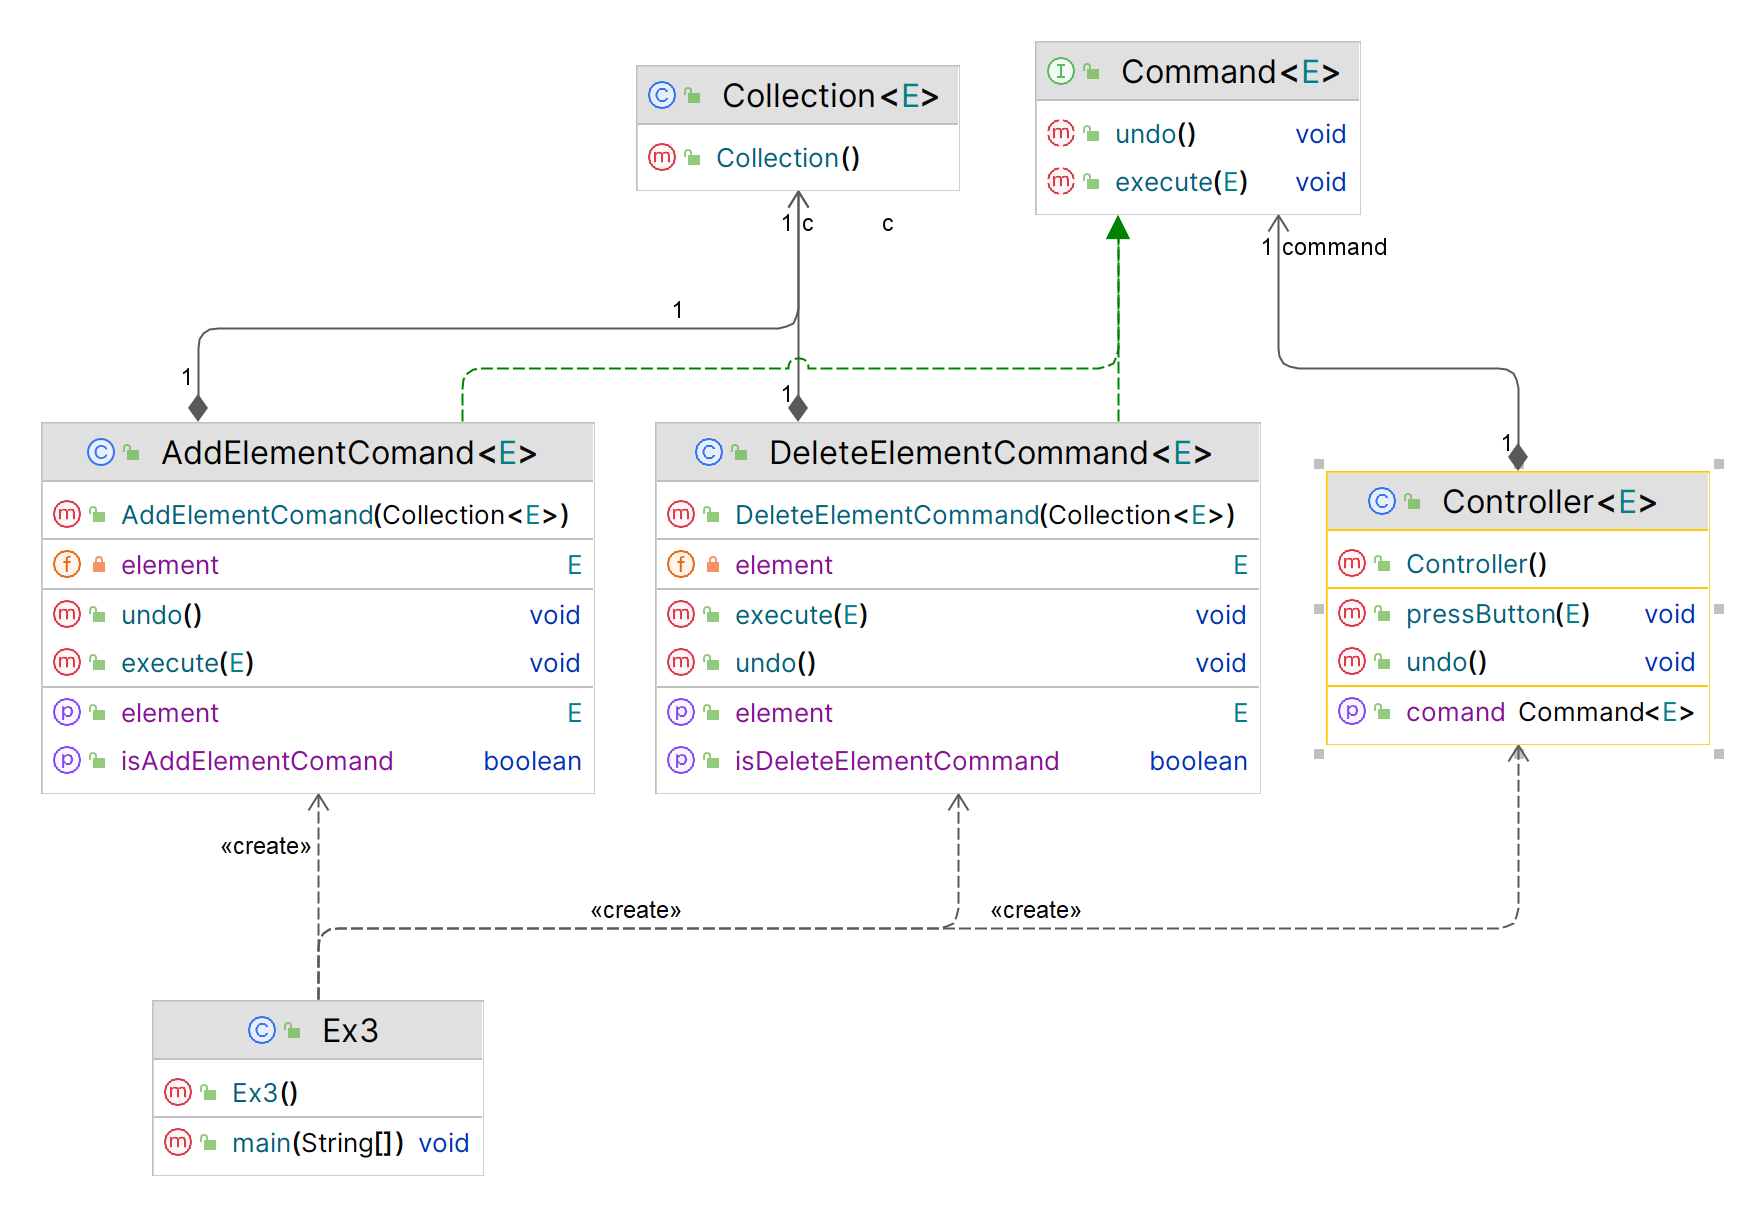 Collection<E>
Collection()
Command<E>
undo() void
execute(E) void
1 c c
1 command
1
1
1
1
AddElementComand<E>
AddElementComand(Collection<E>)
element E
undo() void
execute(E) void
element E
isAddElementComand boolean
DeleteElementCommand<E>
DeleteElementCommand(Collection<E>)
element E
execute(E) void
undo() void
element E
isDeleteElementCommand boolean
Controller<E>
Controller()
pressButton(E) void
undo() void
comand Command<E>
«create»
«create»
«create»
Ex3
Ex3()
main(String[]) void